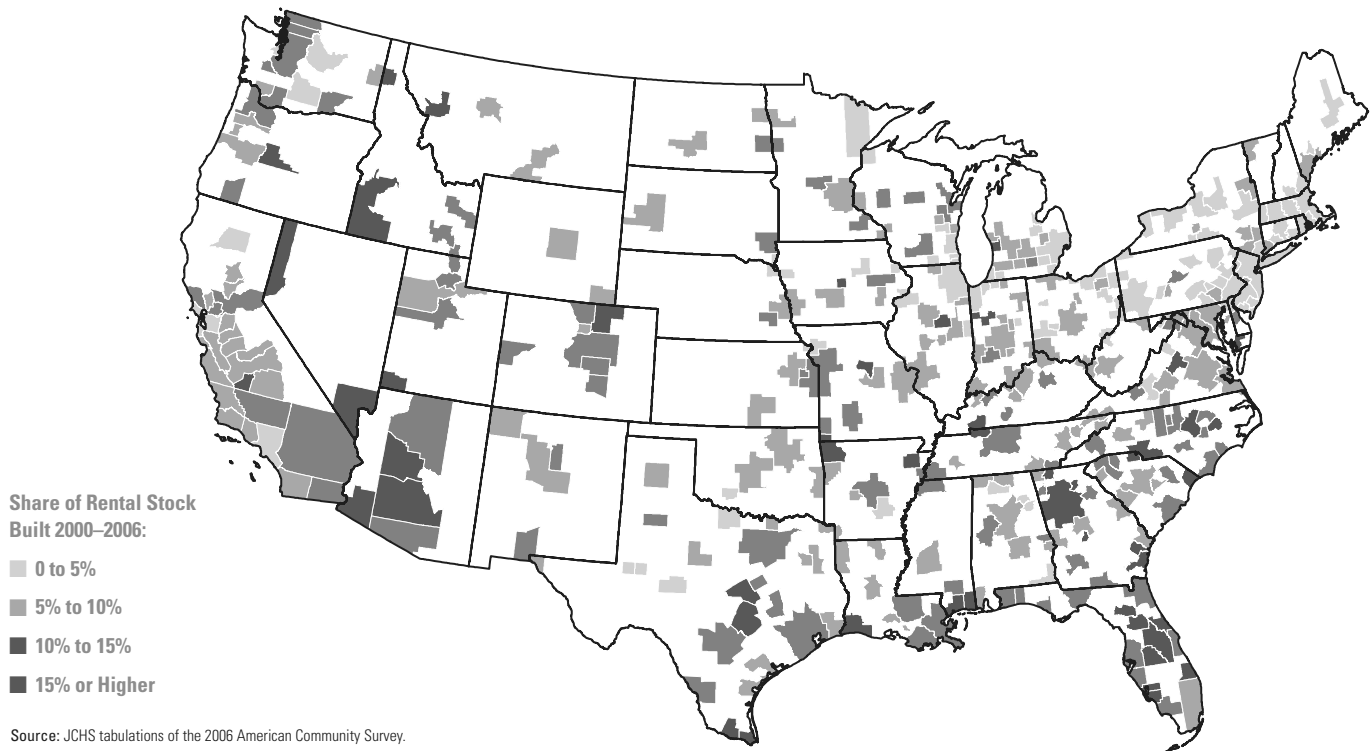 Share of Rental Stock
Built 2000–2006:
0 to 5%
5% to 10%
10% to 15%
15% or Higher
Source: JCHS tabulations of the 2006 American Community Survey.